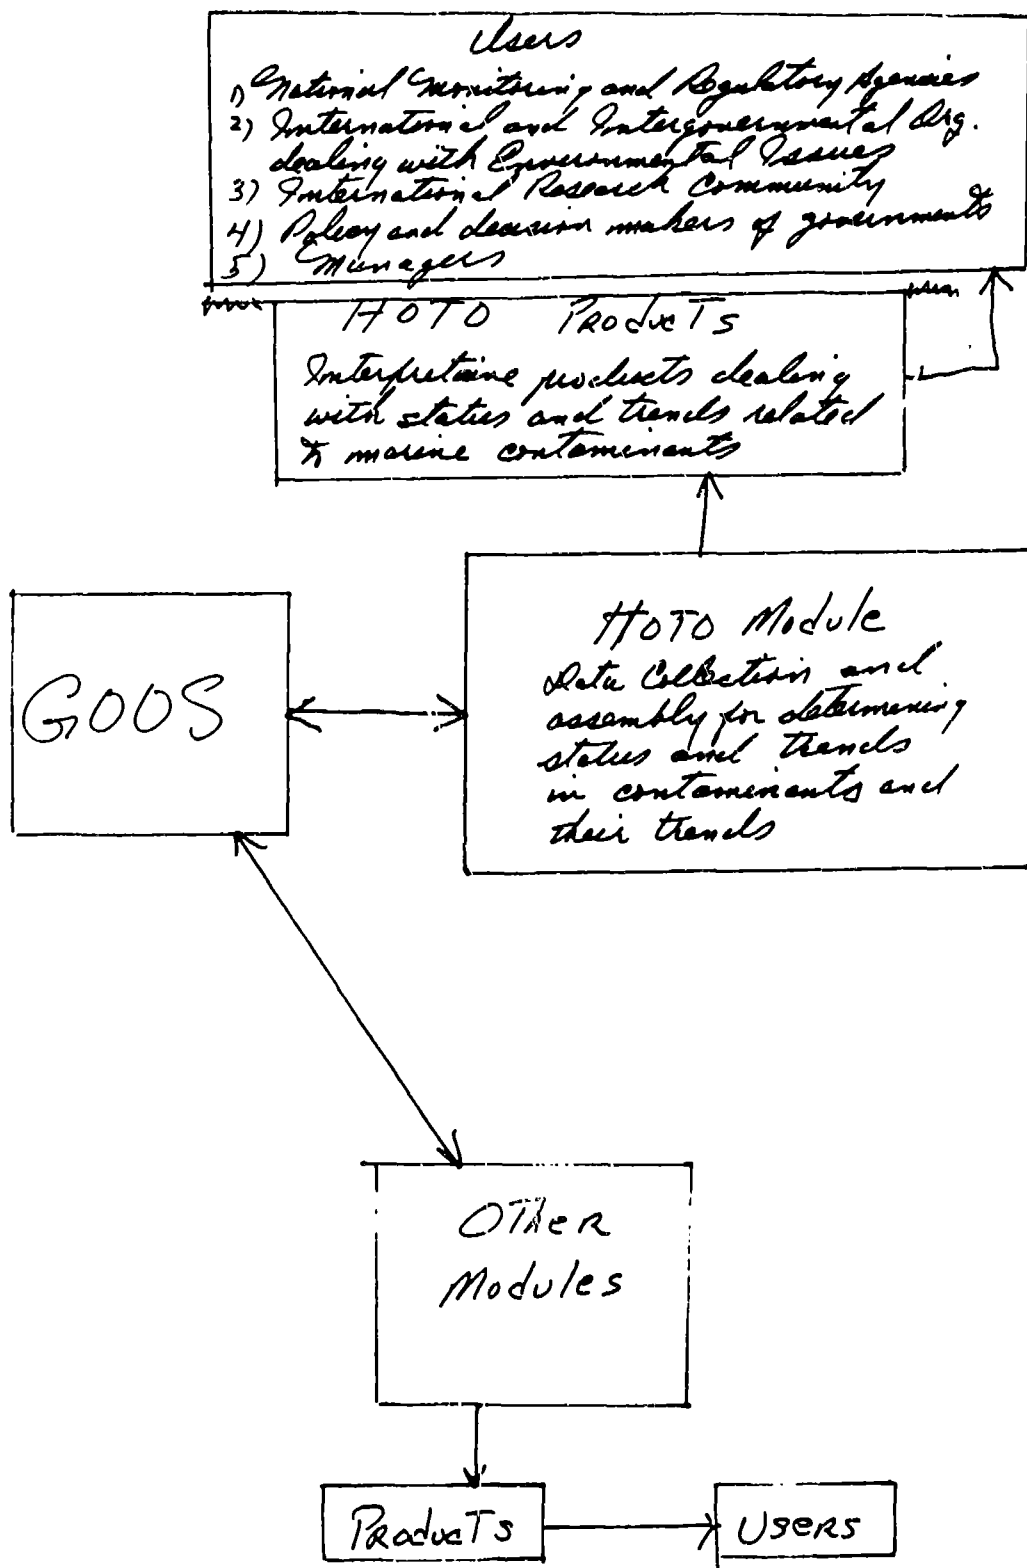 Users
1) National Monitoring and Regulatory Agencies
2) International and Intergovernmental Org.
dealing with Environmental Issues
3) International Research Community
4) Policy and decision makers of governments
5) Managers
HOTO Products
Interpretive products dealing
with status and trends related
to marine contaminants
HOTO Module
Data Collection and
assembly for determining
status and trends
in contaminants and
their trends
GOOS
Other
Modules
Products
Users